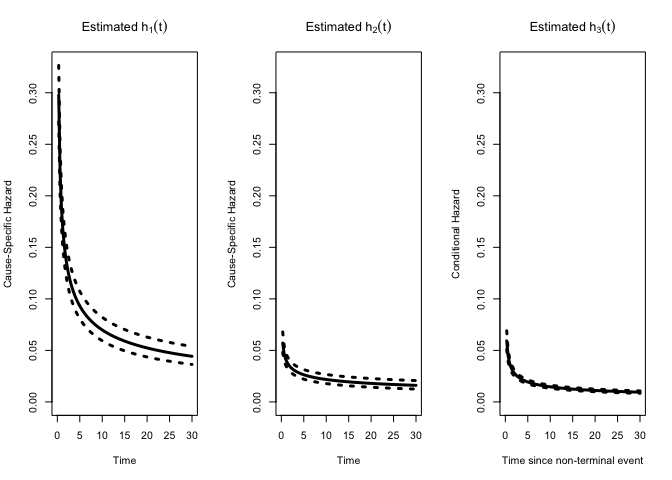 Estimated h₁(t)
Cause-Specific Hazard
0.00 0.05 0.10 0.15 0.20 0.25 0.30
0 5 10 15 20 25 30
Time
Estimated h₂(t)
Cause-Specific Hazard
0.00 0.05 0.10 0.15 0.20 0.25 0.30
0 5 10 15 20 25 30
Time
Estimated h₃(t)
Conditional Hazard
0.00 0.05 0.10 0.15 0.20 0.25 0.30
0 5 10 15 20 25 30
Time since non-terminal event